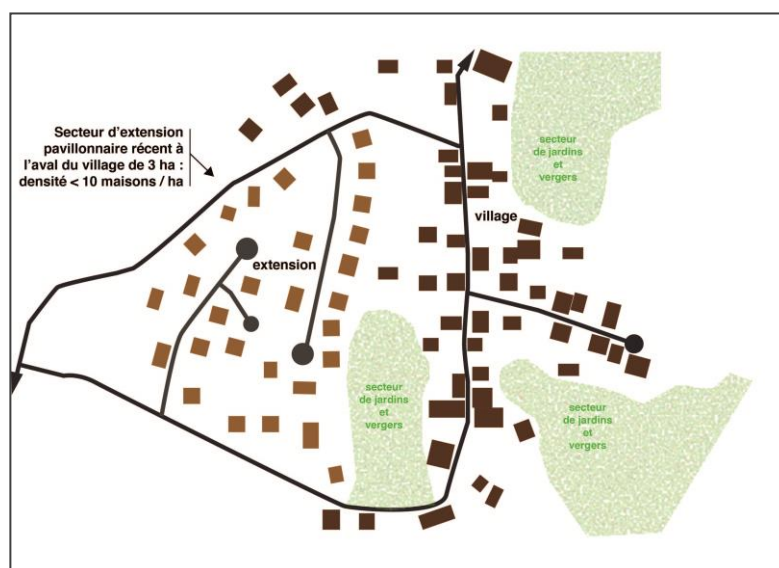 Secteur d'extension
pavillonnaire récent à
l'aval du village de 3 ha :
densité < 10 maisons / ha
secteur
de jardins
et
vergers
village
extension
secteur
de jardins
et
vergers
secteur
de jardins
et
vergers